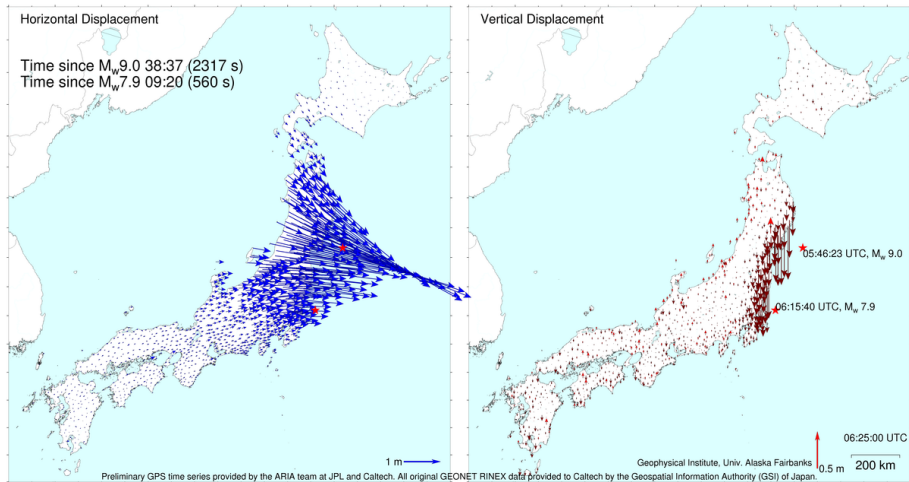 Horizontal Displacement
Time since Mw9.0 38:37 (2317 s)
Time since Mw7.9 09:20 (560 s)
1 m
Vertical Displacement
05:46:23 UTC, Mw 9.0
06:15:40 UTC, Mw 7.9
06:25:00 UTC
Geophysical Institute, Univ. Alaska Fairbanks
0.5 m
200 km
Preliminary GPS time series provided by the ARIA team at JPL and Caltech. All original GEONET RINEX data provided to Caltech by the Geospatial Information Authority (GSI) of Japan.